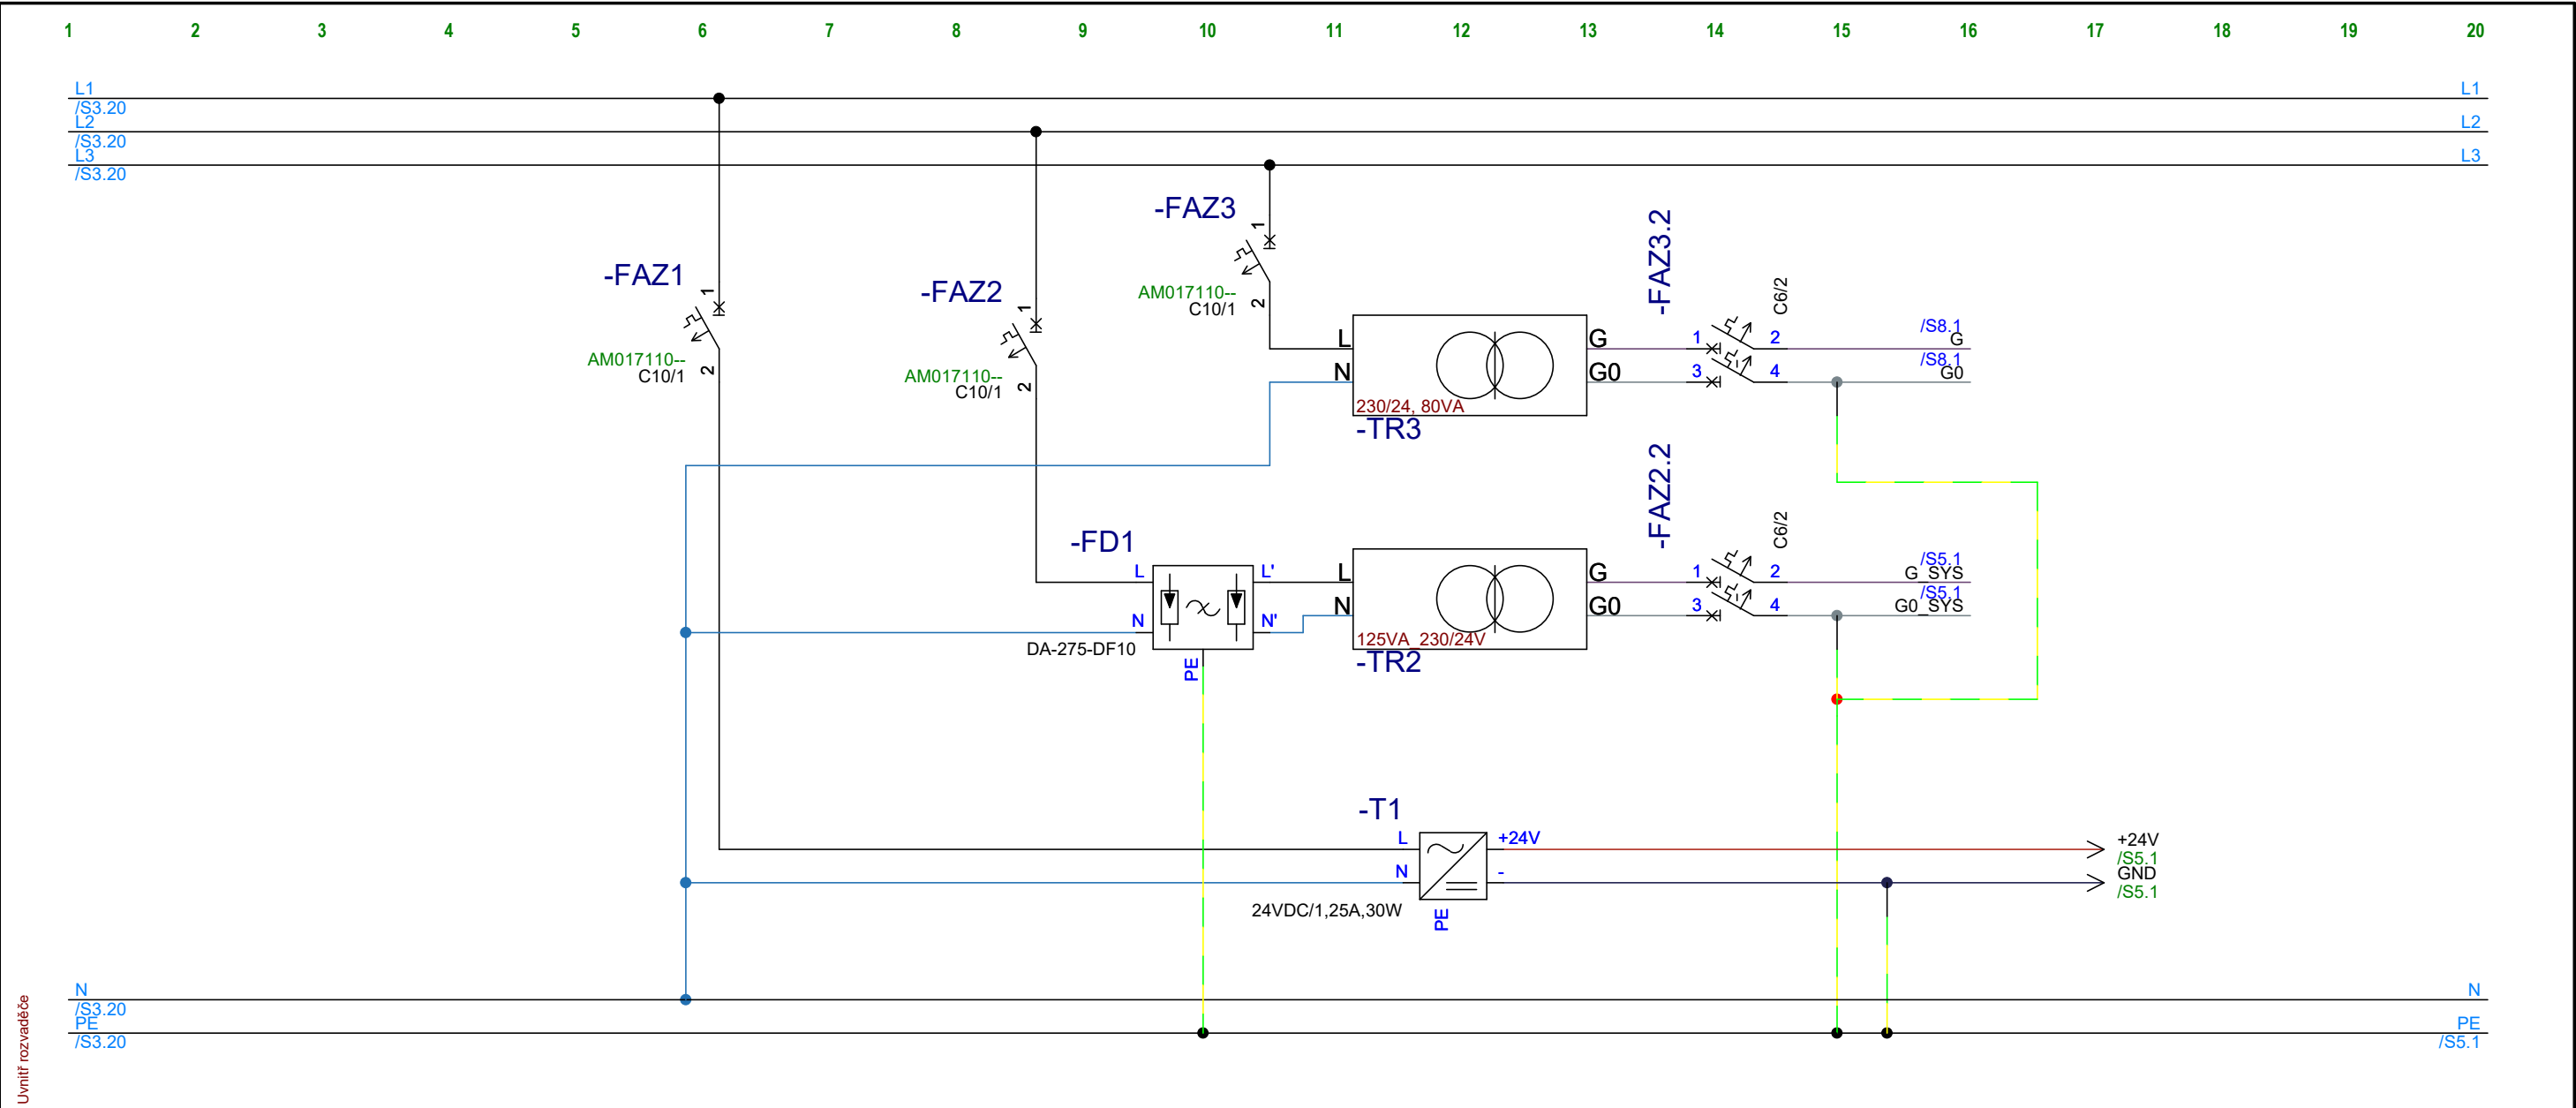 1 2 3 4 5 6 7 8 9 10 11 12 13 14 15 16 17 18 19 20
L1 L1
/S3.20
L2 L2
/S3.20
L3 L3
/S3.20
-FAZ1
1
AM017110--
C10/1
2
-FAZ2
1
AM017110--
C10/1
2
-FAZ3
1
AM017110--
C10/1
2
L
N
230/24, 80VA
-TR3
G
G0
-FAZ3.2
C6/2
1 2
3 4
/S8.1
G
/S8.1
G0
-FD1
L L'
N N'
DA-275-DF10
PE
L
N
125VA_230/24V
-TR2
G
G0
-FAZ2.2
C6/2
1 2
3 4
/S5.1
G_SYS
/S5.1
G0_SYS
-T1
L +24V
N -
24VDC/1,25A,30W
PE
+24V
/S5.1
GND
/S5.1
N N
/S3.20
PE PE
/S3.20 /S5.1
Uvnitř rozvaděče